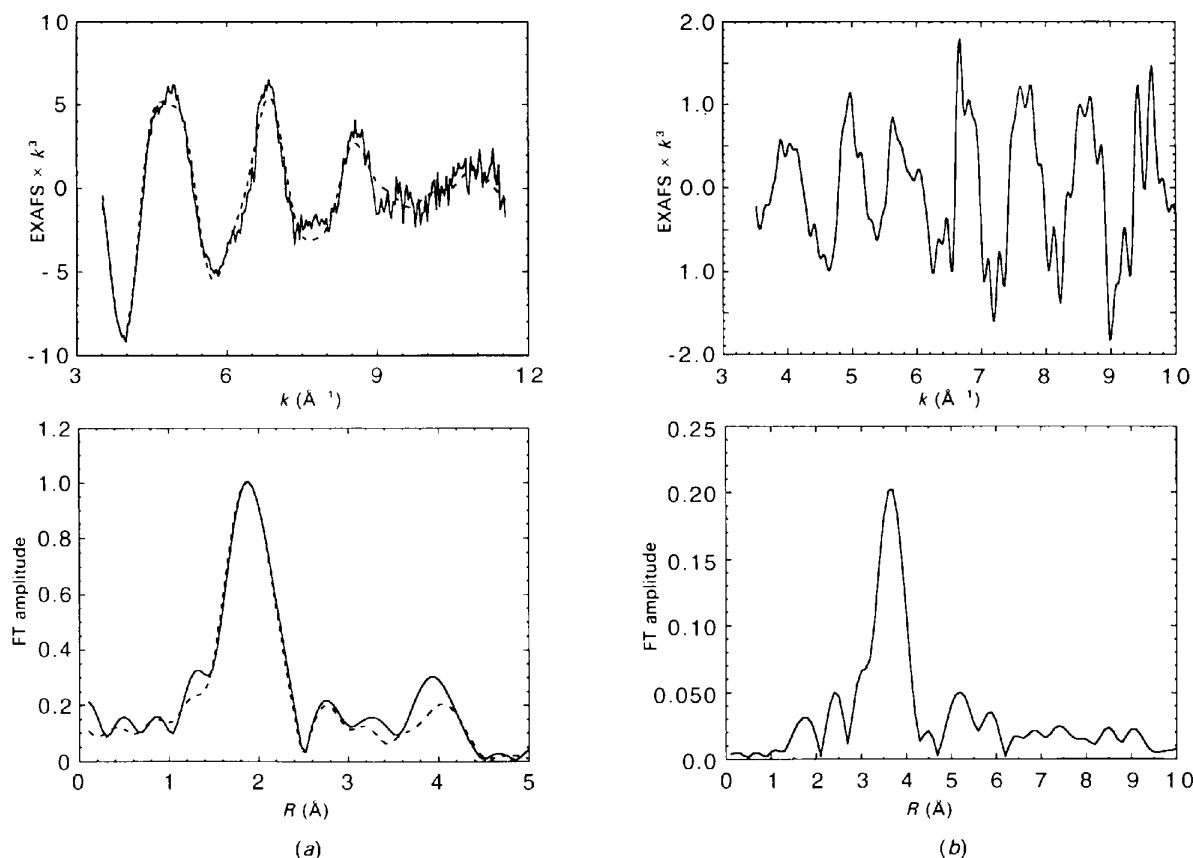 10
5
0
-5
-10
EXAFS × k³
3 6 9 12
k (Å⁻¹)
2.0
1.0
0.0
1.0
-2.0
EXAFS × k³
3 4 5 6 7 8 9 10
k (Å⁻¹)
1.2
1.0
0.8
0.6
0.4
0.2
0
FT amplitude
0 1 2 3 4 5
R (Å)
(a)
0.25
0.20
0.15
0.10
0.050
0.0
FT amplitude
0 1 2 3 4 5 6 7 8 9 10
R (Å)
(b)